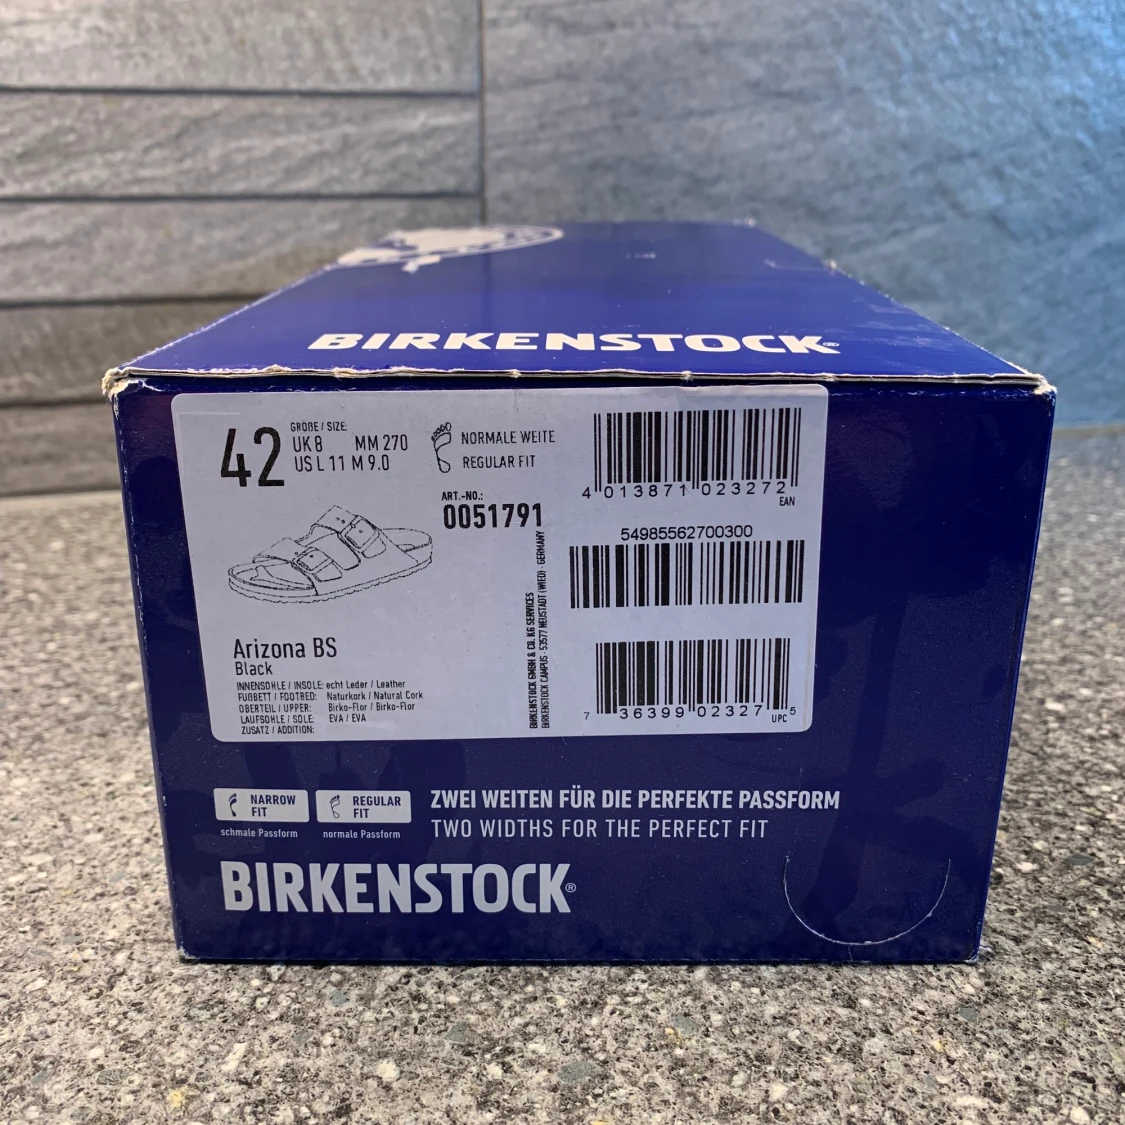 BIRKENSTOCK®
42
GRÖßE / SIZE:
UK 8 MM 270
US L 11 M 9.0
NORMALE WEITE
REGULAR FIT
ART.-NO.:
0051791
4 013871 023272
EAN
54985562700300
7 36399 02327 5
UPC
BIRKENSTOCK GMBH & CO. KG SERVICES
BIRKENSTOCK CAMPUS · 53577 NEUSTADT (WIED) · GERMANY
Arizona BS
Black
INNENSOHLE / INSOLE: echt Leder / Leather
FUßBETT / FOOTBED: Naturkork / Natural Cork
OBERTEIL / UPPER: Birko-Flor / Birko-Flor
LAUFSOHLE / SOLE: EVA / EVA
ZUSATZ / ADDITION:
NARROW FIT
schmale Passform
REGULAR FIT
normale Passform
ZWEI WEITEN FÜR DIE PERFEKTE PASSFORM
TWO WIDTHS FOR THE PERFECT FIT
BIRKENSTOCK®